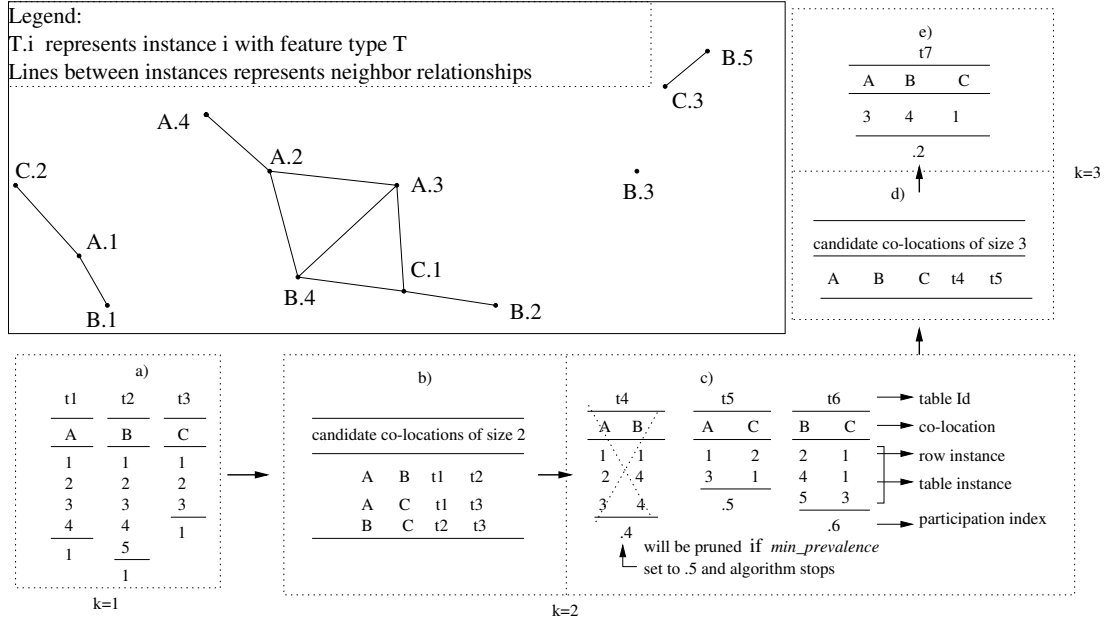 Legend:
T.i represents instance i with feature type T
Lines between instances represents neighbor relationships
B.5
C.3
A.4
A.2
A.3
B.3
C.2
A.1
C.1
B.4
B.2
B.1
e)
t7
A B C
3 4 1
.2
k=3
d)
candidate co-locations of size 3
A B C t4 t5
a)
t1 t2 t3
A B C
1 1 1
2 2 2
3 3 3
4 4 1
1 5
1
k=1
b)
candidate co-locations of size 2
A B t1 t2
A C t1 t3
B C t2 t3
c)
t4 t5 t6 table Id
A B A C B C co-location
1 1 1 2 2 1 row instance
2 4 3 1 4 1 table instance
3 4 .5 5 3
.4 .6 participation index
will be pruned if min_prevalence
set to .5 and algorithm stops
k=2